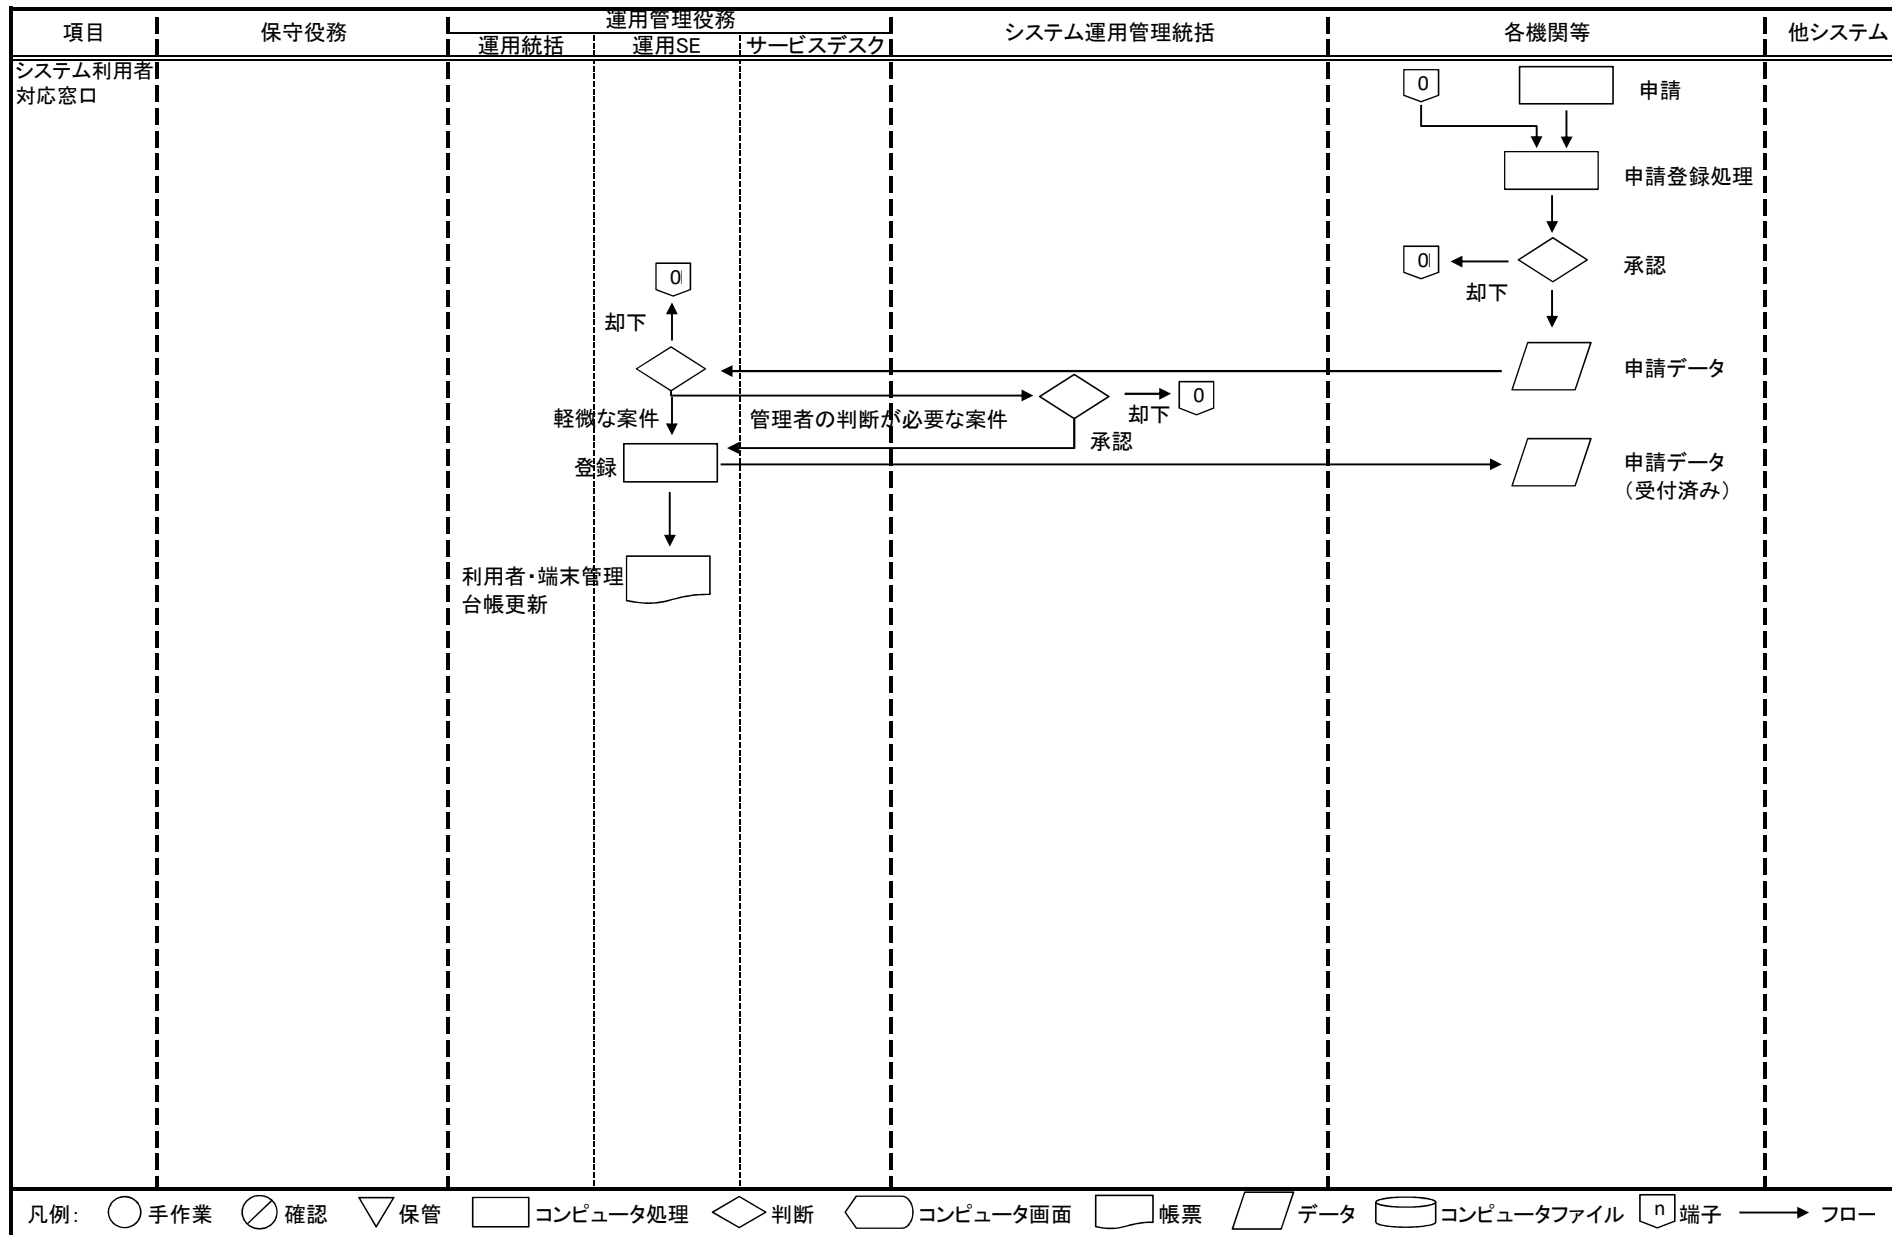 項目
保守役務
運用管理役務
運用統括
運用SE
サービスデスク
システム運用管理統括
各機関等
他システム
システム利用者
対応窓口
0
申請
申請登録処理
0
承認
却下
0
却下
申請データ
0
却下
軽微な案件
管理者の判断が必要な案件
承認
登録
申請データ
（受付済み）
利用者・端末管理
台帳更新
凡例：
手作業
確認
保管
コンピュータ処理
判断
コンピュータ画面
帳票
データ
コンピュータファイル
n
端子
フロー